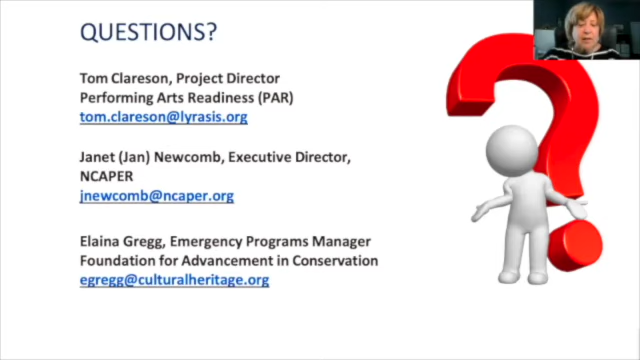 QUESTIONS?
Tom Clareson, Project Director
Performing Arts Readiness (PAR)
tom.clareson@lyrasis.org
Janet (Jan) Newcomb, Executive Director,
NCAPER
jnewcomb@ncaper.org
Elaina Gregg, Emergency Programs Manager
Foundation for Advancement in Conservation
egregg@culturalheritage.org